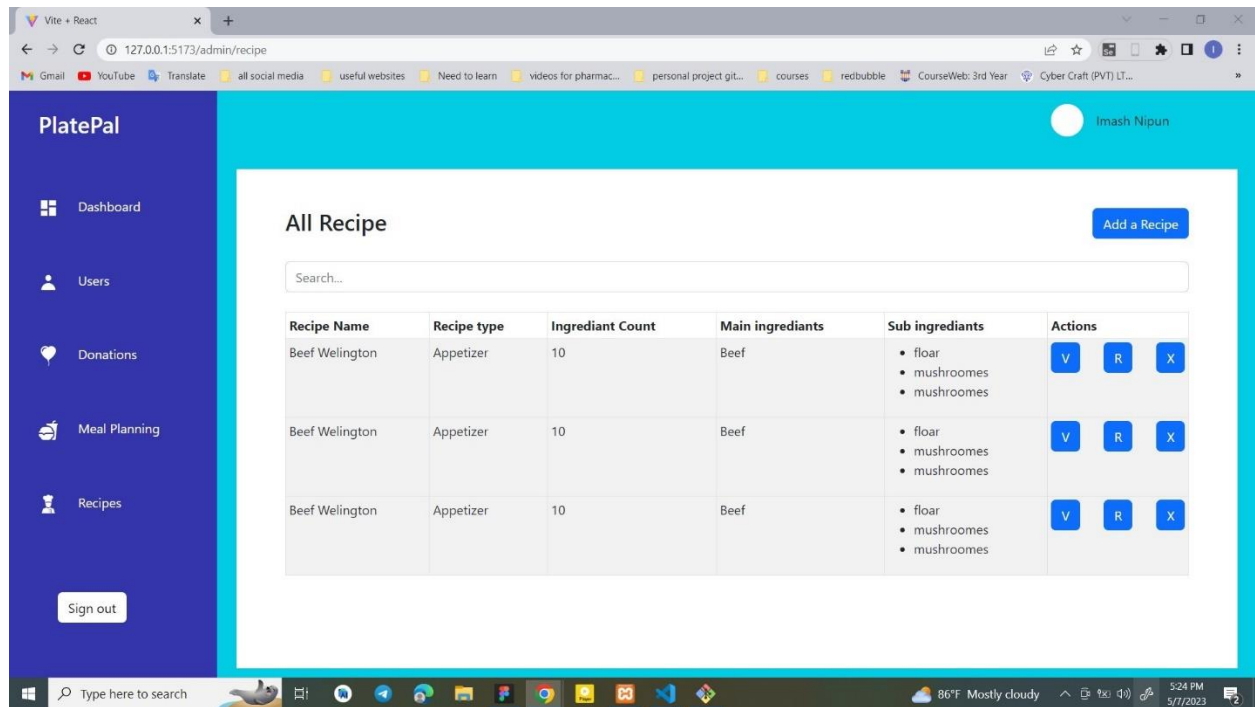 Vite + React
127.0.0.1:5173/admin/recipe
Gmail YouTube Translate all social media useful websites Need to learn videos for pharmac... personal project git... courses redbubble CourseWeb: 3rd Year Cyber Craft (PVT) LT... »
PlatePal
Imash Nipun
Dashboard
Users
Donations
Meal Planning
Recipes
Sign out
All Recipe
Add a Recipe
Search...
Recipe Name Recipe type Ingrediant Count Main ingrediants Sub ingrediants Actions
Beef Welington Appetizer 10 Beef • floar V R X
• mushroomes
• mushroomes
Beef Welington Appetizer 10 Beef • floar V R X
• mushroomes
• mushroomes
Beef Welington Appetizer 10 Beef • floar V R X
• mushroomes
• mushroomes
Type here to search
86°F Mostly cloudy
5:24 PM
5/7/2023
2